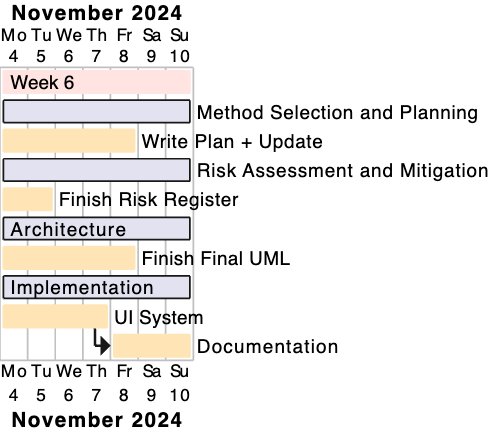 November 2024
Mo Tu We Th Fr Sa Su
4 5 6 7 8 9 10
Week 6
Method Selection and Planning
Write Plan + Update
Risk Assessment and Mitigation
Finish Risk Register
Architecture
Finish Final UML
Implementation
UI System
Documentation
Mo Tu We Th Fr Sa Su
4 5 6 7 8 9 10
November 2024